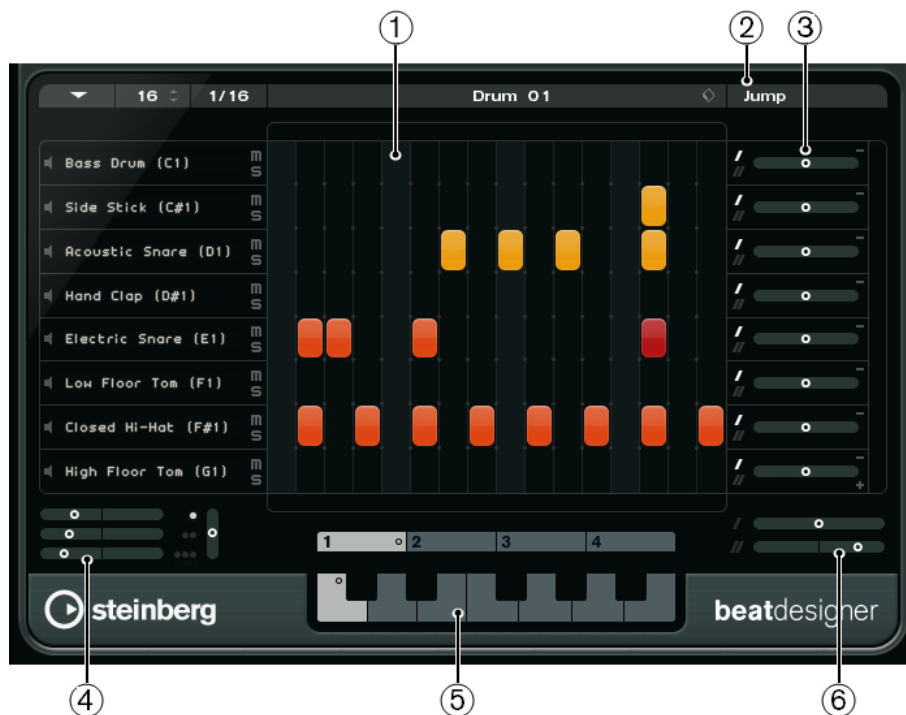 1 2 3
16 1/16 Drum 01 Jump
Bass Drum (C1) m s
Side Stick (C#1) m s
Acoustic Snare (D1) m s
Hand Clap (D#1) m s
Electric Snare (E1) m s
Low Floor Tom (F1) m s
Closed Hi-Hat (F#1) m s
High Floor Tom (G1) m s
1 2 3 4
steinberg beatdesigner
4 5 6